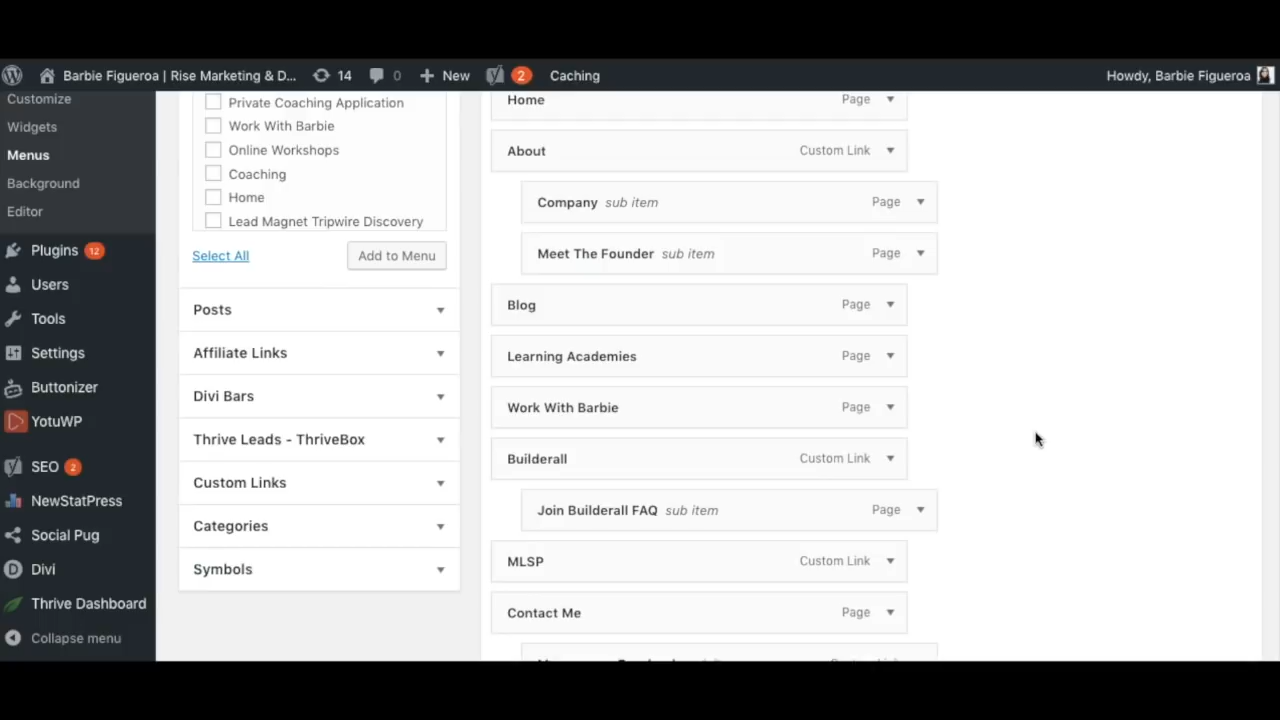 Barbie Figueroa | Rise Marketing & D...
14
0
New
2
Caching
Howdy, Barbie Figueroa
Customize
Widgets
Menus
Background
Editor
Plugins 12
Users
Tools
Settings
Buttonizer
YotuWP
SEO 2
NewStatPress
Social Pug
Divi
Thrive Dashboard
Collapse menu
Private Coaching Application
Work With Barbie
Online Workshops
Coaching
Home
Lead Magnet Tripwire Discovery
Select All
Add to Menu
Posts
Affiliate Links
Divi Bars
Thrive Leads - ThriveBox
Custom Links
Categories
Symbols
Home Page
About Custom Link
Company sub item Page
Meet The Founder sub item Page
Blog Page
Learning Academies Page
Work With Barbie Page
Builderall Custom Link
Join Builderall FAQ sub item Page
MLSP Custom Link
Contact Me Page